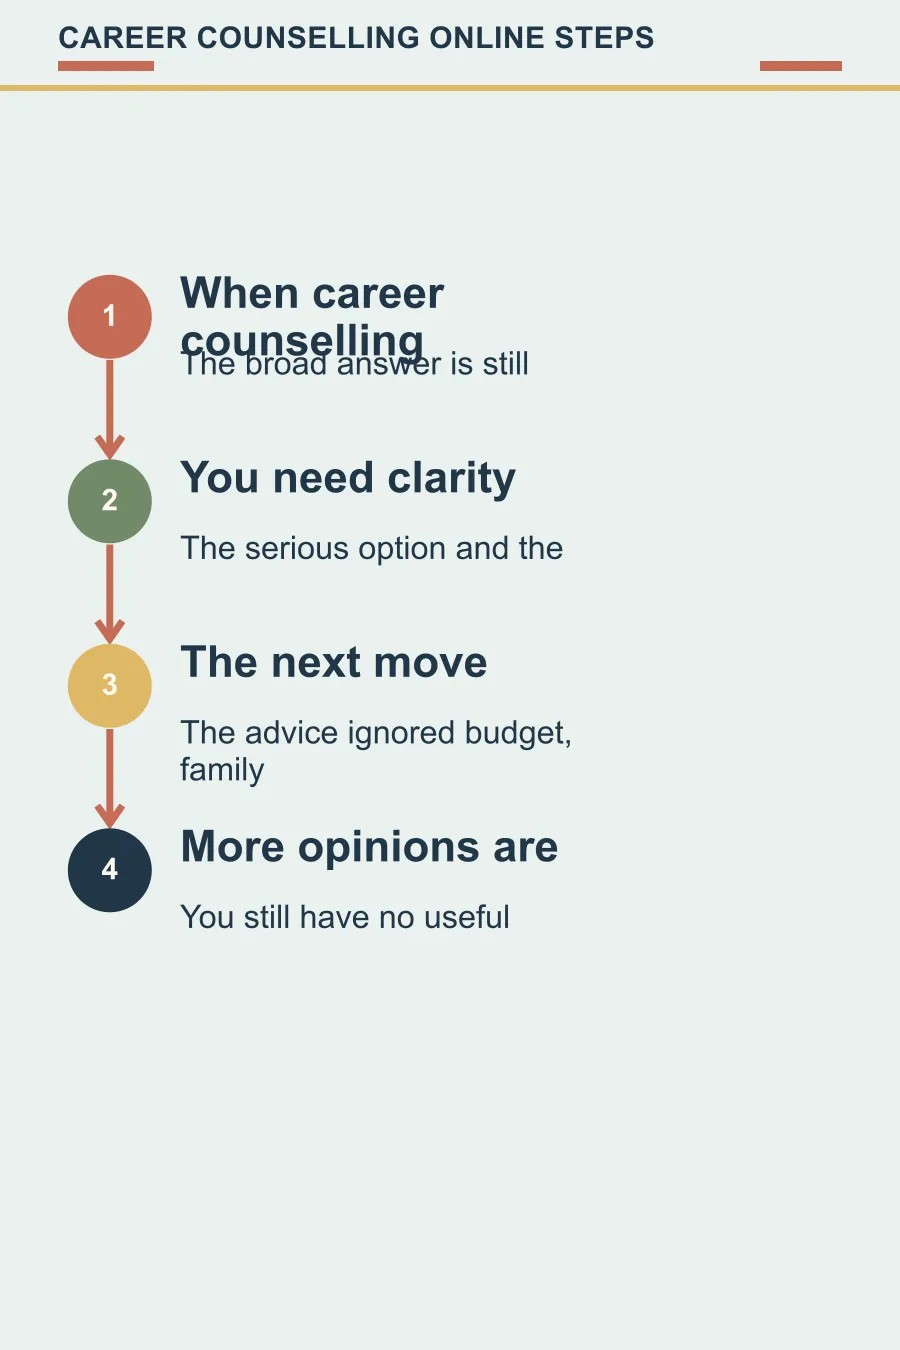 CAREER COUNSELLING ONLINE STEPS
1
When career
counselling
The broad answer is still
2
You need clarity
The serious option and the
3
The next move
The advice ignored budget,
family
4
More opinions are
You still have no useful